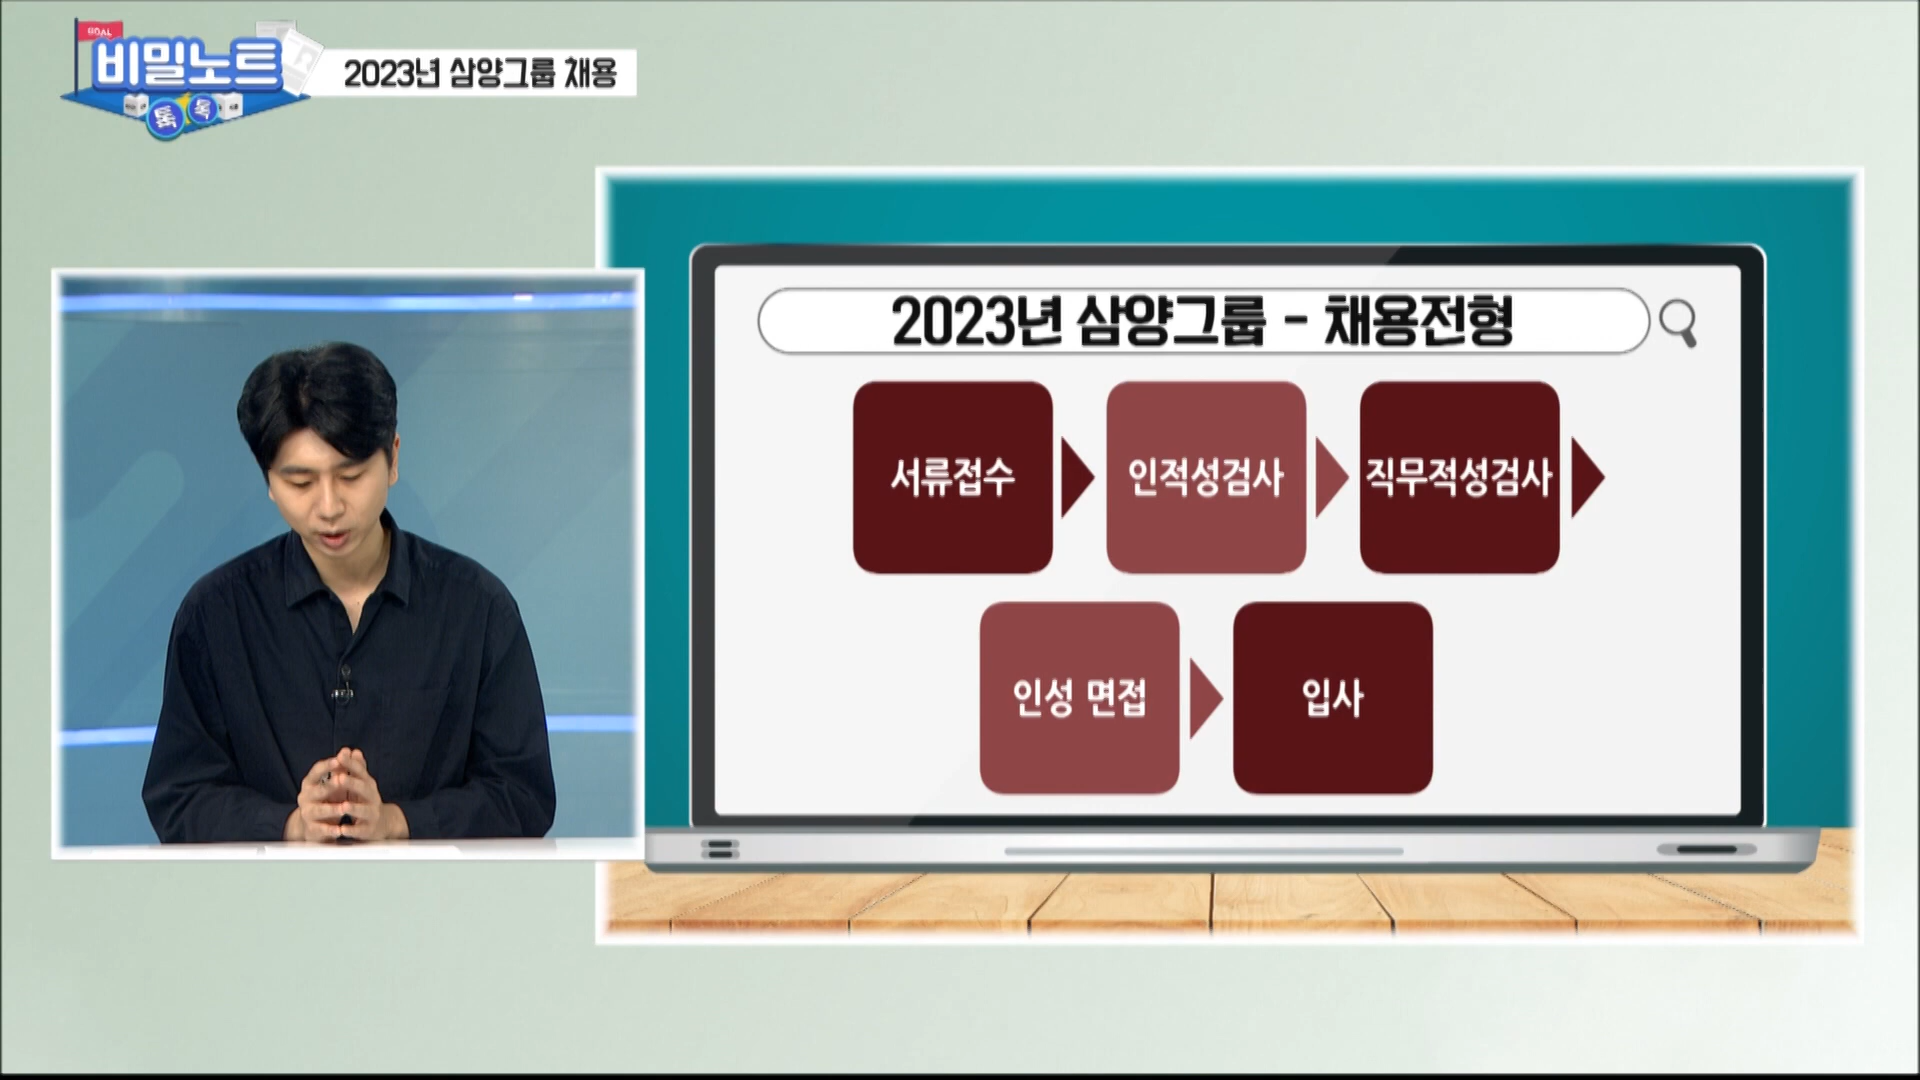 GOAL
비밀노트
톡톡
2023년 삼양그룹 채용
2023년 삼양그룹 - 채용전형
서류접수
인적성검사
직무적성검사
인성 면접
입사